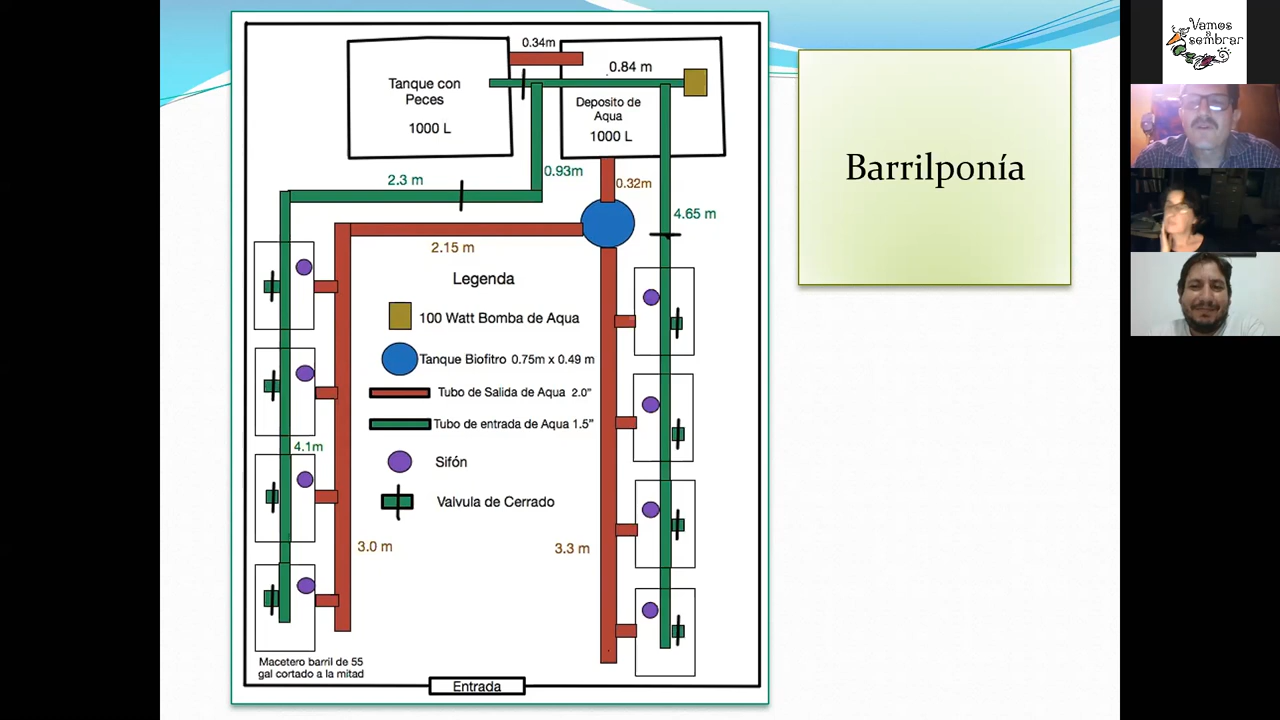 0.34m
0.84 m
Tanque con
Peces
1000 L
Deposito de
Aqua
1000 L
2.3 m
0.93m
0.32m
4.65 m
2.15 m
Legenda
100 Watt Bomba de Aqua
Tanque Biofitro 0.75m x 0.49 m
Tubo de Salida de Aqua 2.0”
Tubo de entrada de Aqua 1.5”
4.1m
Sifón
Valvula de Cerrado
3.0 m
3.3 m
Macetero barril de 55
gal cortado a la mitad
Entrada
Barrilponía
Vamos
a
sembrar